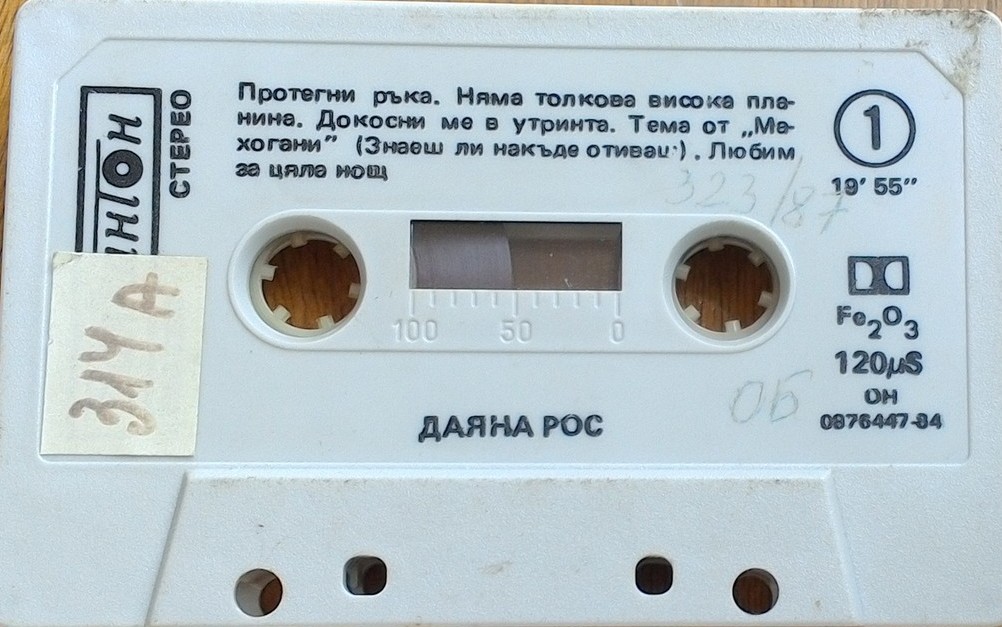 Протегни ръка. Няма толкова висока пла-
нина. Докосни ме в утринта. Тема от „Ма-
хогани” (Знаеш ли накъде отиваш). Любим
за цяла нощ
1
19’ 55”
СТЕРЕО
323/87
314 А
100 50 0
Fe2O3
120µS
ОН
0876447-84
ОБ
ДАЯНА РОС